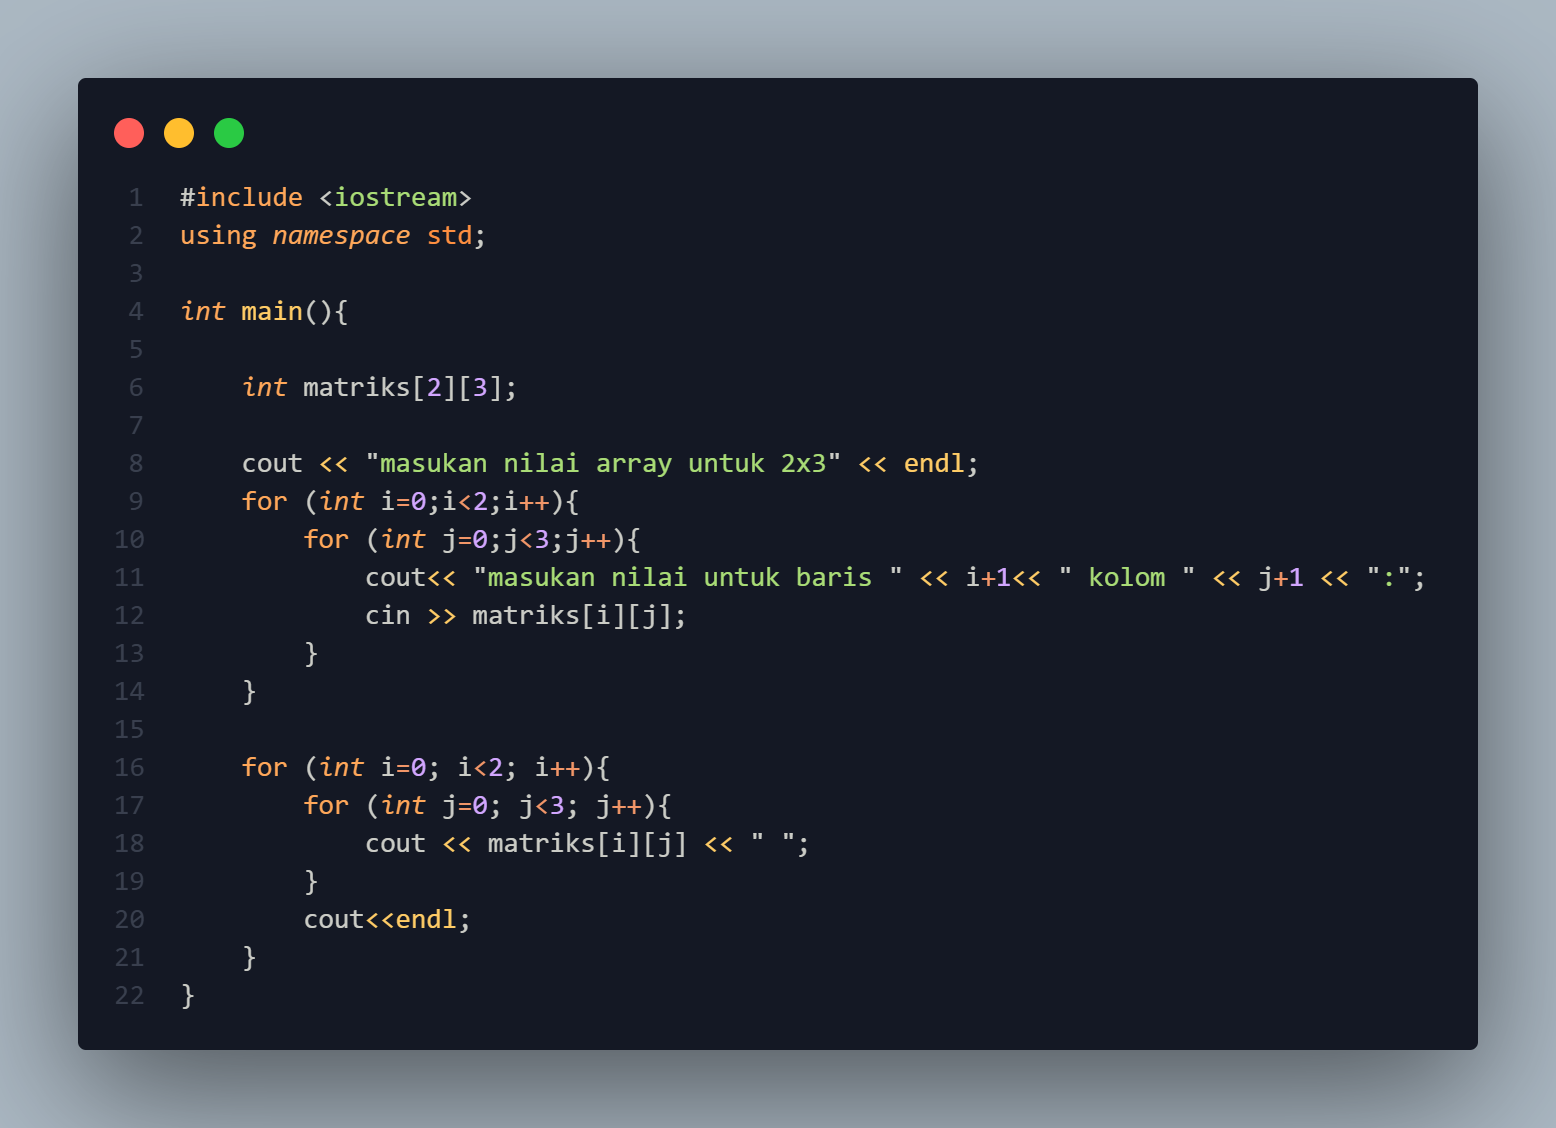 1 #include <iostream>
2 using namespace std;
3
4 int main(){
5
6     int matriks[2][3];
7
8     cout << "masukan nilai array untuk 2x3" << endl;
9     for (int i=0;i<2;i++){
10         for (int j=0;j<3;j++){
11             cout<< "masukan nilai untuk baris " << i+1<< " kolom " << j+1 << ":";
12             cin >> matriks[i][j];
13         }
14     }
15
16     for (int i=0; i<2; i++){
17         for (int j=0; j<3; j++){
18             cout << matriks[i][j] << " ";
19         }
20         cout<<endl;
21     }
22 }